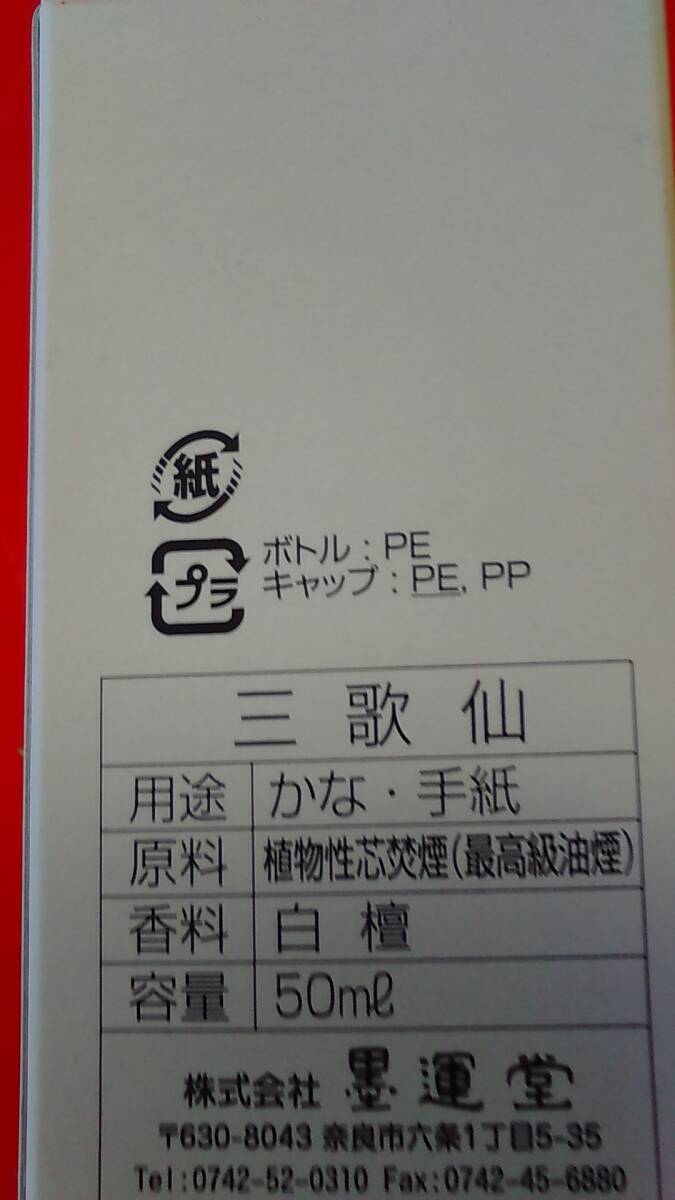 紙
プラ
ボトル：PE
キャップ：PE, PP
三歌仙
用途 かな・手紙
原料 植物性芯焚煙（最高級油煙）
香料 白檀
容量 50mℓ
株式会社 墨運堂
〒630-8043 奈良市六条1丁目5-35
Tel:0742-52-0310 Fax:0742-45-6880